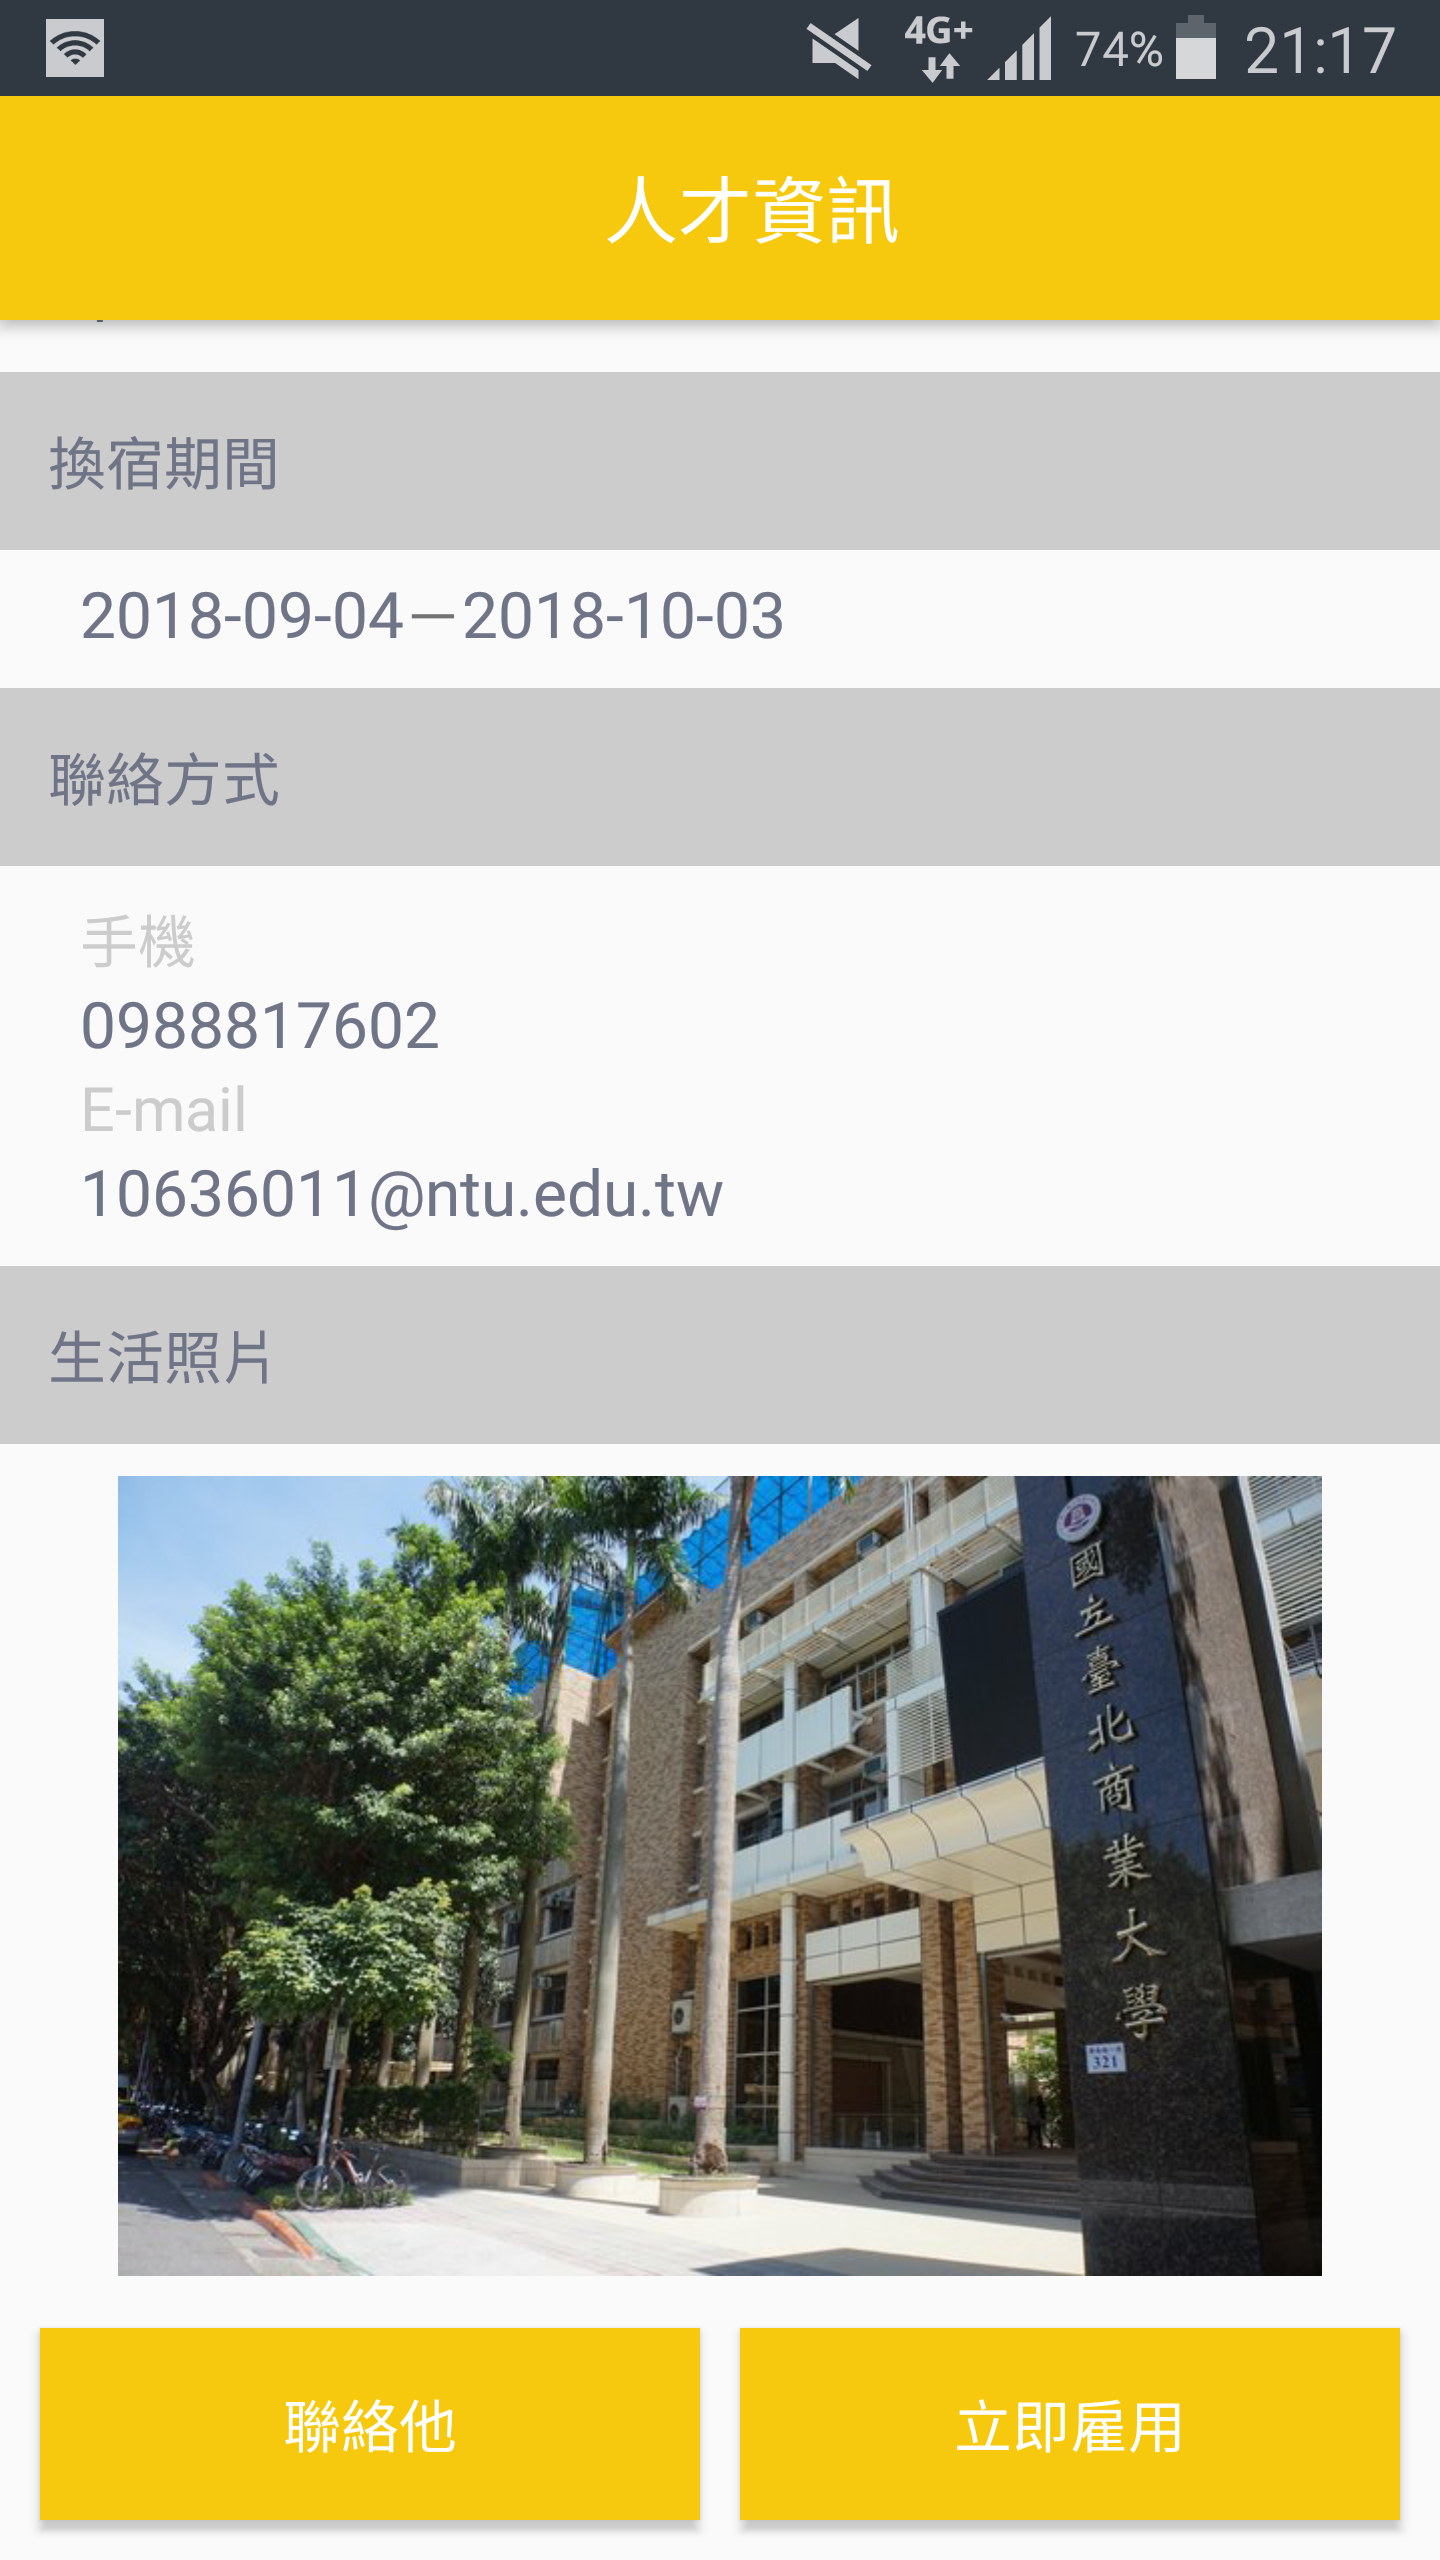 4G+ 74% 21:17
人才資訊
換宿期間
2018-09-04—2018-10-03
聯絡方式
手機
0988817602
E-mail
10636011@ntu.edu.tw
生活照片
國立臺北商業大學
321
聯絡他
立即雇用